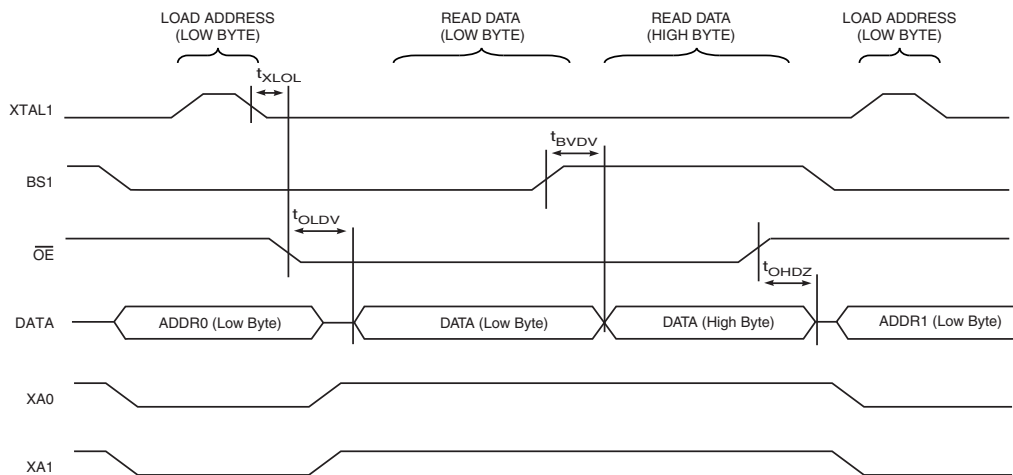 LOAD ADDRESS
(LOW BYTE)
READ DATA
(LOW BYTE)
READ DATA
(HIGH BYTE)
LOAD ADDRESS
(LOW BYTE)
tXLOL
XTAL1
tBVDV
BS1
tOLDV
OE
tOHDZ
DATA
ADDR0 (Low Byte)
DATA (Low Byte)
DATA (High Byte)
ADDR1 (Low Byte)
XA0
XA1